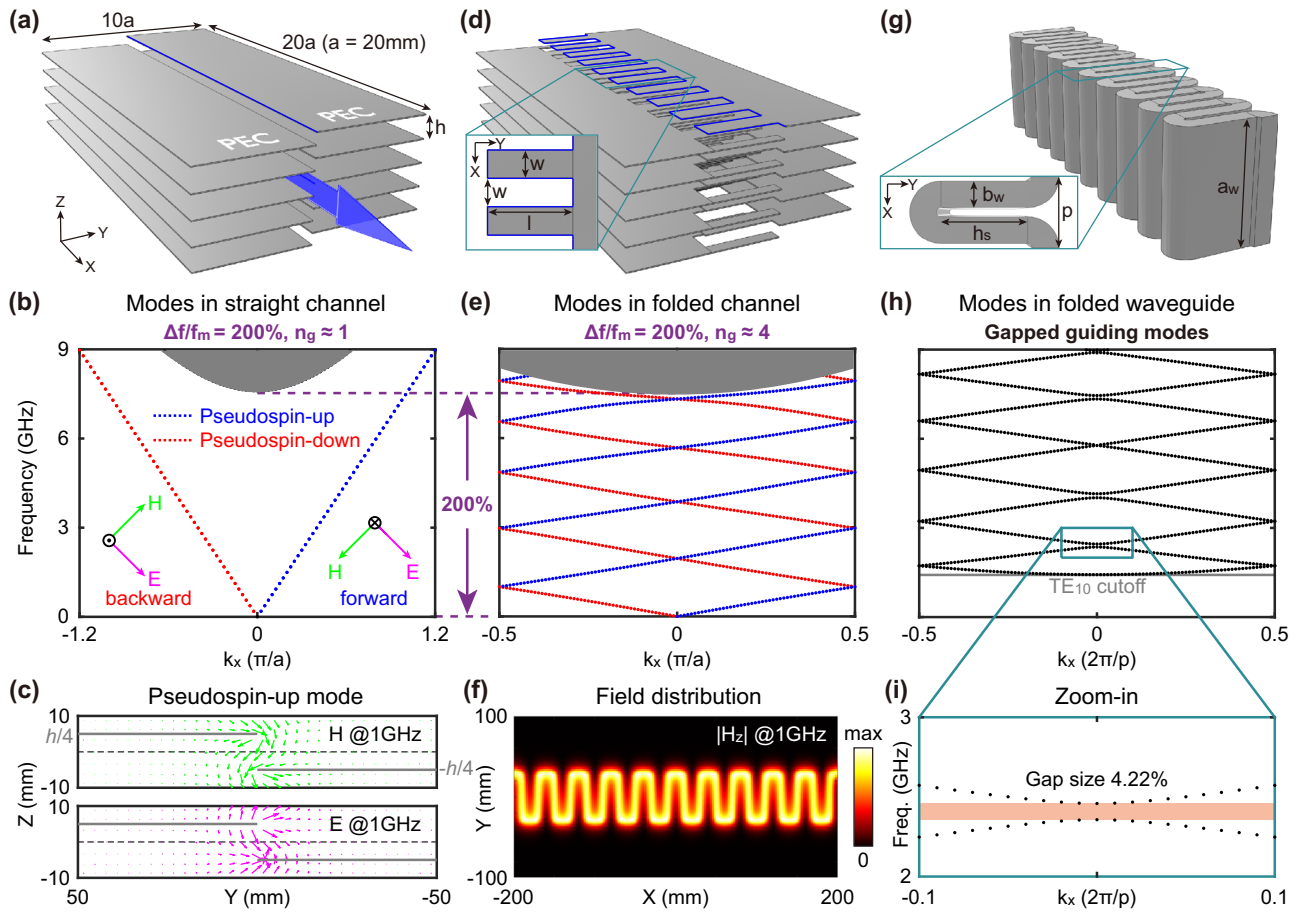 (a)
10a
20a (a = 20mm)
PEC
PEC
h
Z
Y
X
(d)
Y
X
w
w
l
(g)
Y
X
bw
hs
p
aw
(b)
Modes in straight channel
Δf/fm = 200%, ng ≈ 1
Frequency (GHz)
9
6
3
0
Pseudospin-up
Pseudospin-down
H
E
backward
H
E
forward
-1.2
0
1.2
kx (π/a)
200%
(e)
Modes in folded channel
Δf/fm = 200%, ng ≈ 4
-0.5
0
0.5
kx (π/a)
(h)
Modes in folded waveguide
Gapped guiding modes
TE10 cutoff
-0.5
0
0.5
kx (2π/p)
(c)
Pseudospin-up mode
Z (mm)
10
h/4
H @1GHz
-h/4
-10
10
E @1GHz
-10
50
Y (mm)
-50
(f)
Field distribution
100
Y (mm)
-100
|Hz| @1GHz
max
0
-200
X (mm)
200
(i)
Zoom-in
3
Freq. (GHz)
2
Gap size 4.22%
-0.1
kx (2π/p)
0.1